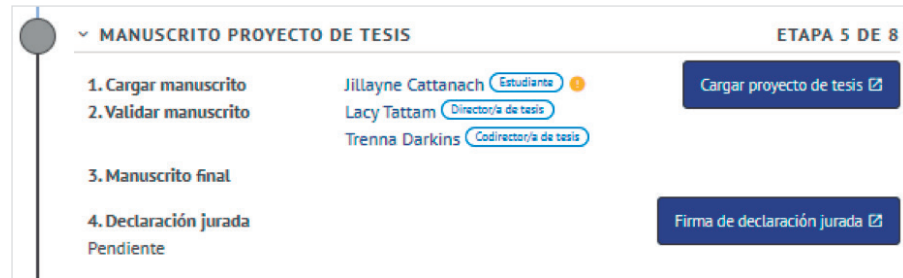 MANUSCRITO PROYECTO DE TESIS ETAPA 5 DE 8
1. Cargar manuscrito Jillayne Cattanach Estudiante Cargar proyecto de tesis
2. Validar manuscrito Lacy Tattam Director/a de tesis
Trenna Darkins Codirector/a de tesis
3. Manuscrito final
4. Declaración jurada Firma de declaración jurada
Pendiente